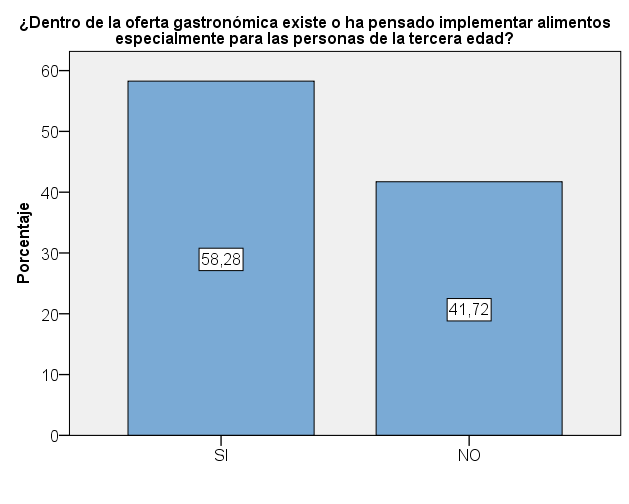 ¿Dentro de la oferta gastronómica existe o ha pensado implementar alimentos
especialmente para las personas de la tercera edad?
Porcentaje
60
50
40
30
20
10
0
58,28
41,72
SI
NO